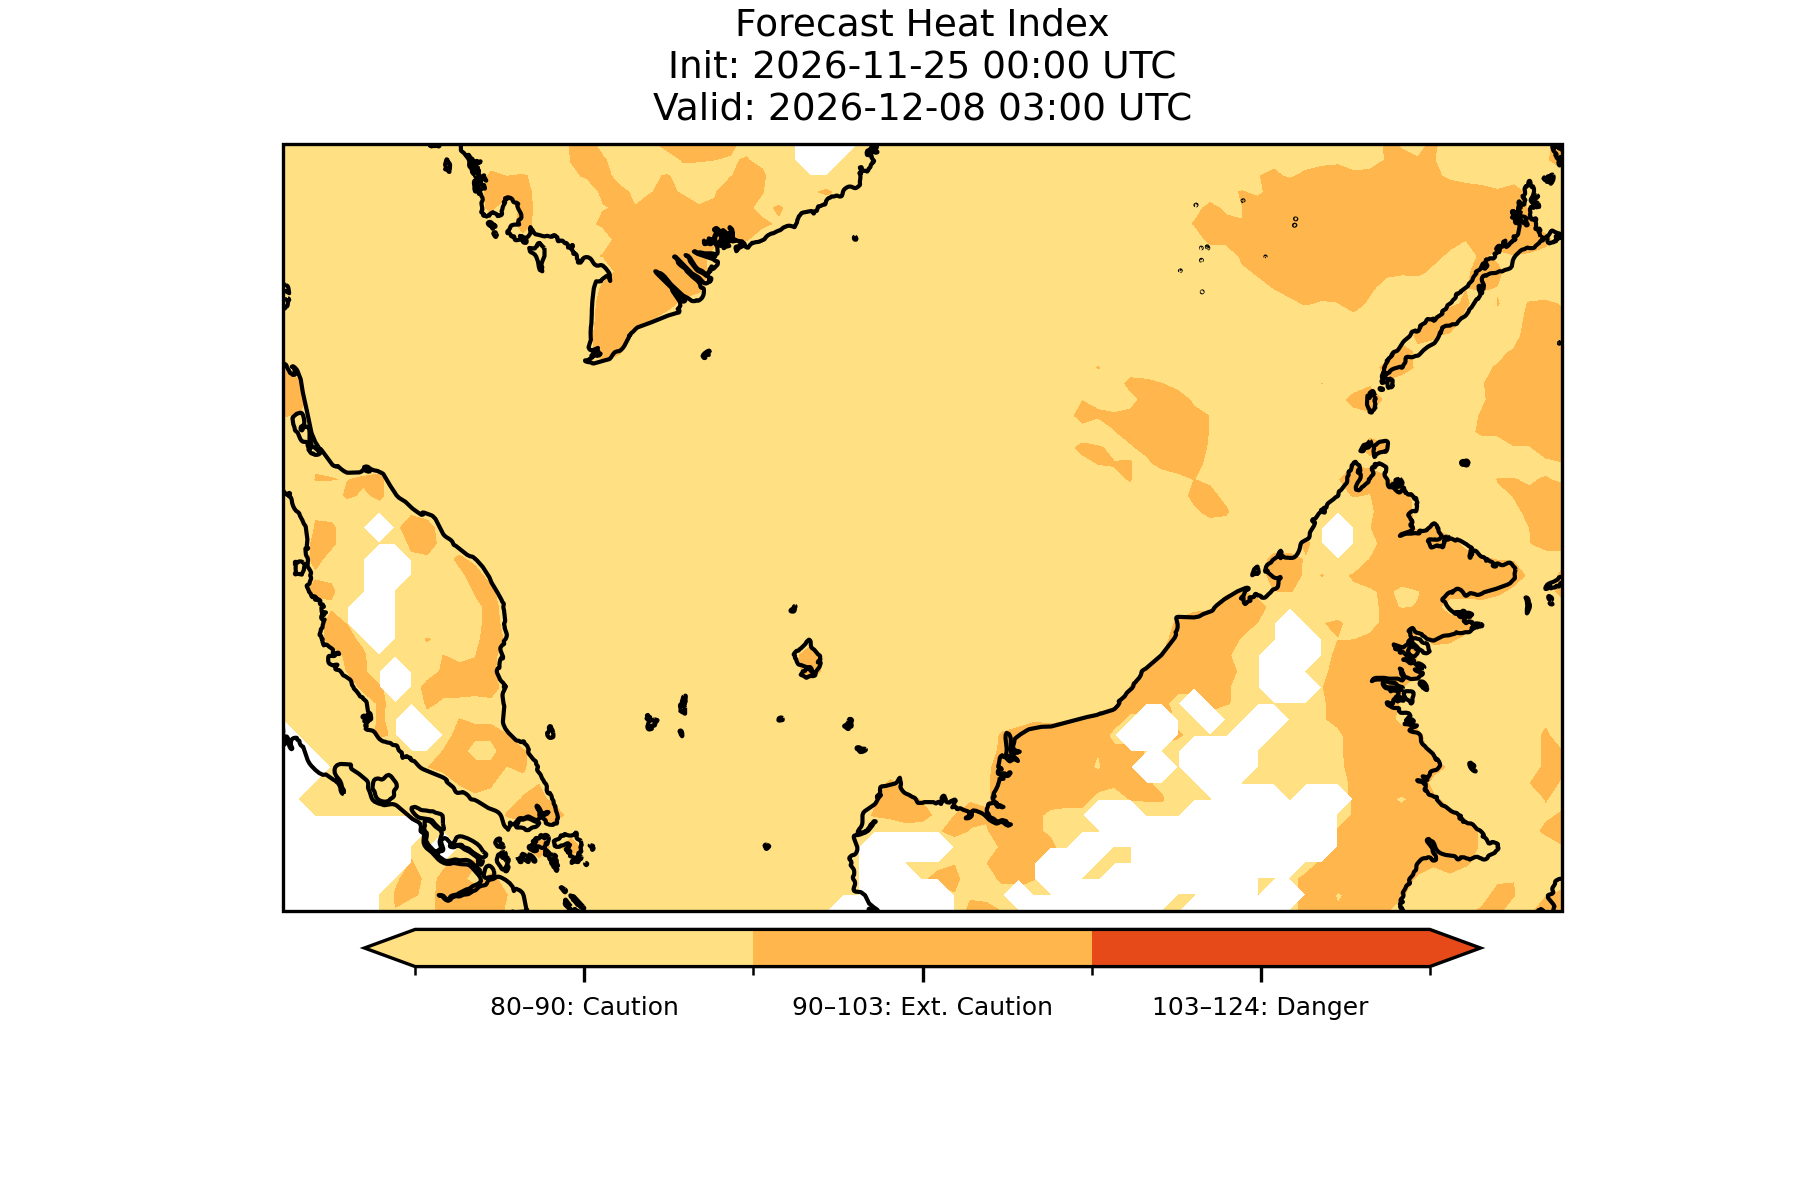 Forecast Heat Index
Init: 2026-11-25 00:00 UTC
Valid: 2026-12-08 03:00 UTC
80–90: Caution
90–103: Ext. Caution
103–124: Danger